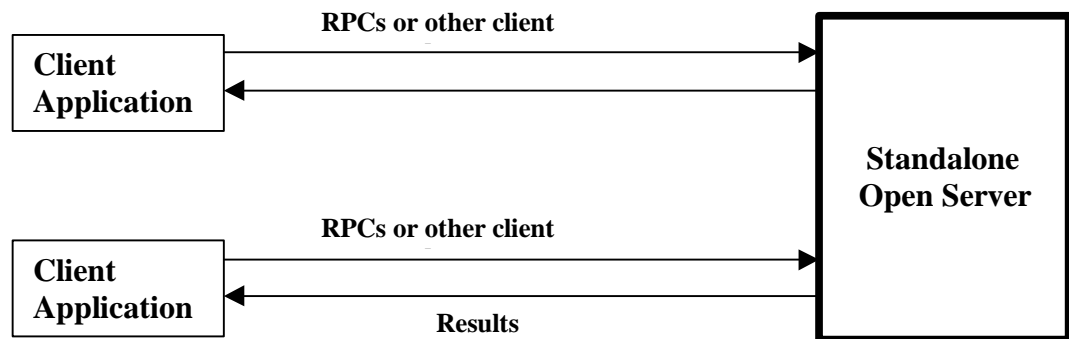 RPCs or other client
Client
Application
Standalone
Open Server
RPCs or other client
Client
Application
Results